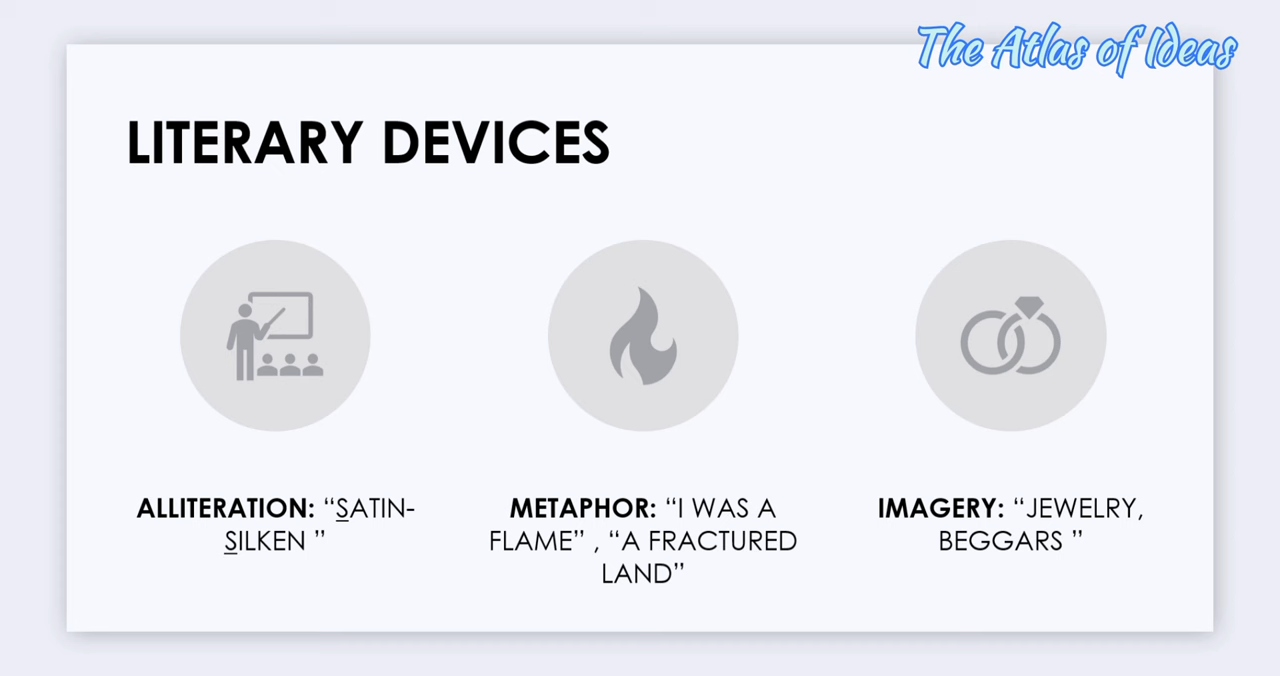 The Atlas of Ideas
LITERARY DEVICES
ALLITERATION: “SATIN-
SILKEN ”
METAPHOR: “I WAS A
FLAME” , “A FRACTURED
LAND”
IMAGERY: “JEWELRY,
BEGGARS ”